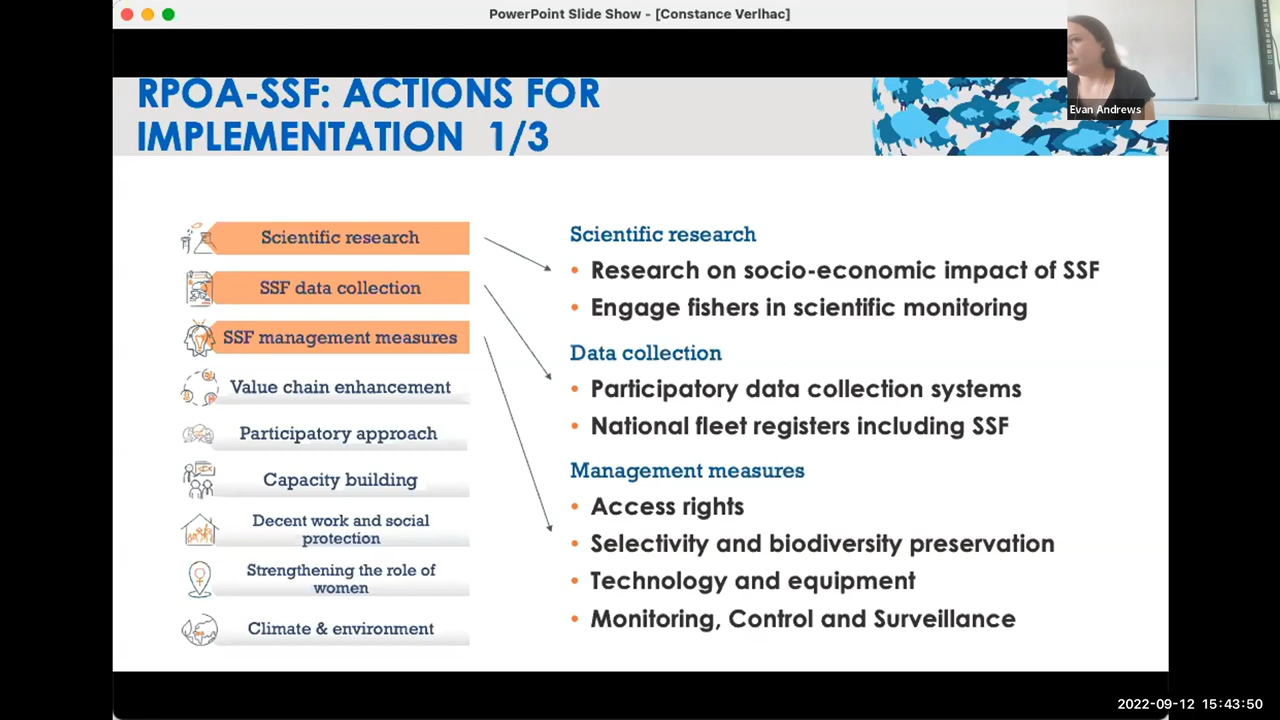 PowerPoint Slide Show - [Constance Verlhac]
Evan Andrews
RPOA-SSF: ACTIONS FOR
IMPLEMENTATION 1/3
Scientific research
SSF data collection
SSF management measures
Value chain enhancement
Participatory approach
Capacity building
Decent work and social
protection
Strengthening the role of
women
Climate & environment
Scientific research
• Research on socio-economic impact of SSF
• Engage fishers in scientific monitoring
Data collection
• Participatory data collection systems
• National fleet registers including SSF
Management measures
• Access rights
• Selectivity and biodiversity preservation
• Technology and equipment
• Monitoring, Control and Surveillance
2022-09-12 15:43:50